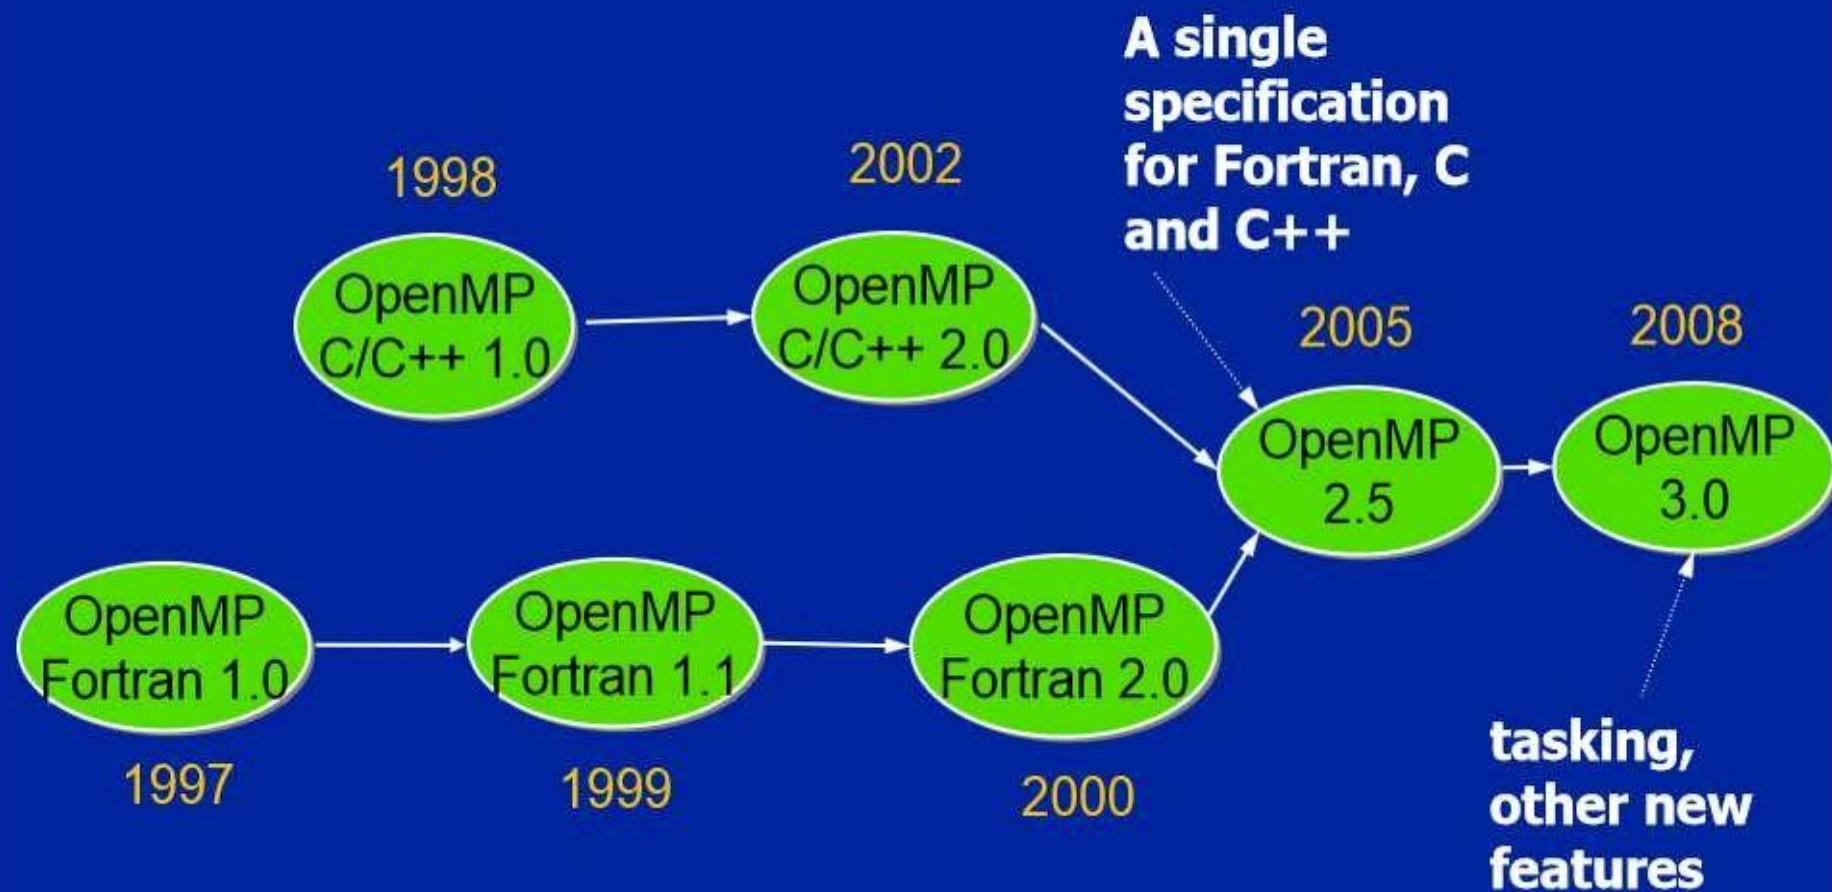 A single
specification
for Fortran, C
and C++
1998
2002
OpenMP
C/C++ 1.0
OpenMP
C/C++ 2.0
2005
2008
OpenMP
2.5
OpenMP
3.0
OpenMP
Fortran 1.0
OpenMP
Fortran 1.1
OpenMP
Fortran 2.0
1997
1999
2000
tasking,
other new
features